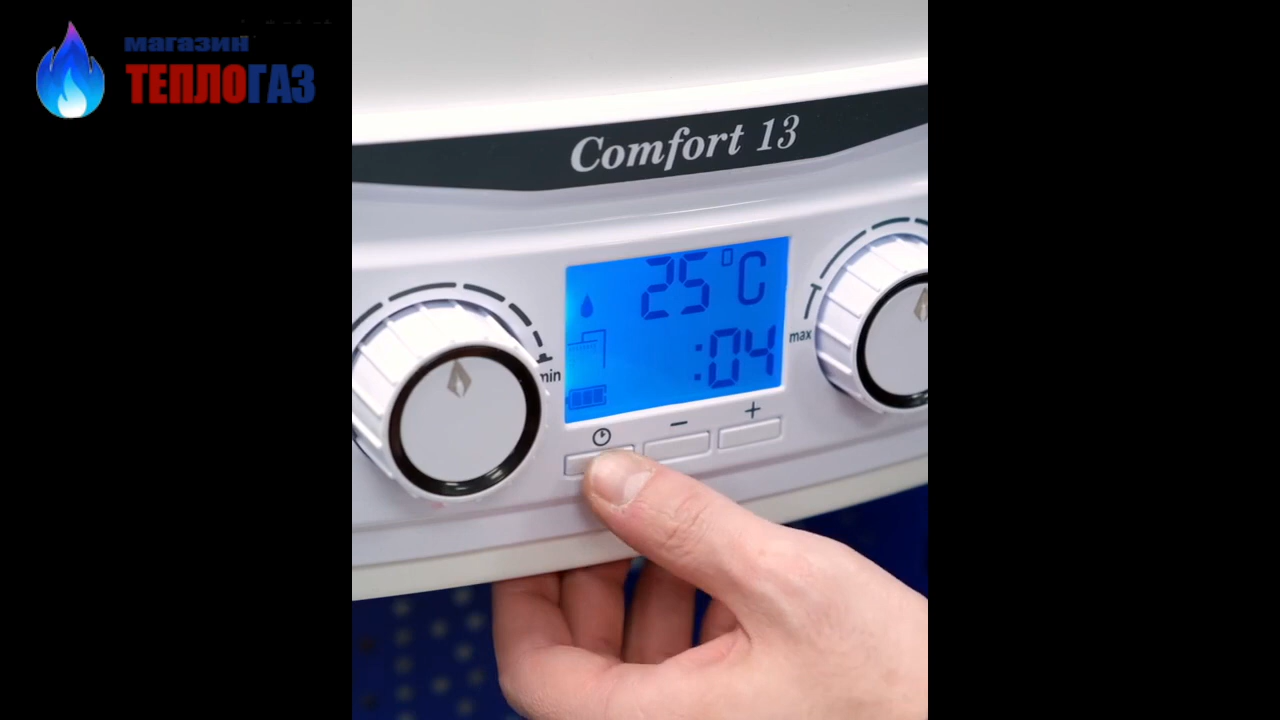 магазин
ТЕПЛОГАЗ
Comfort 13
25°C
:04
min
max
− +